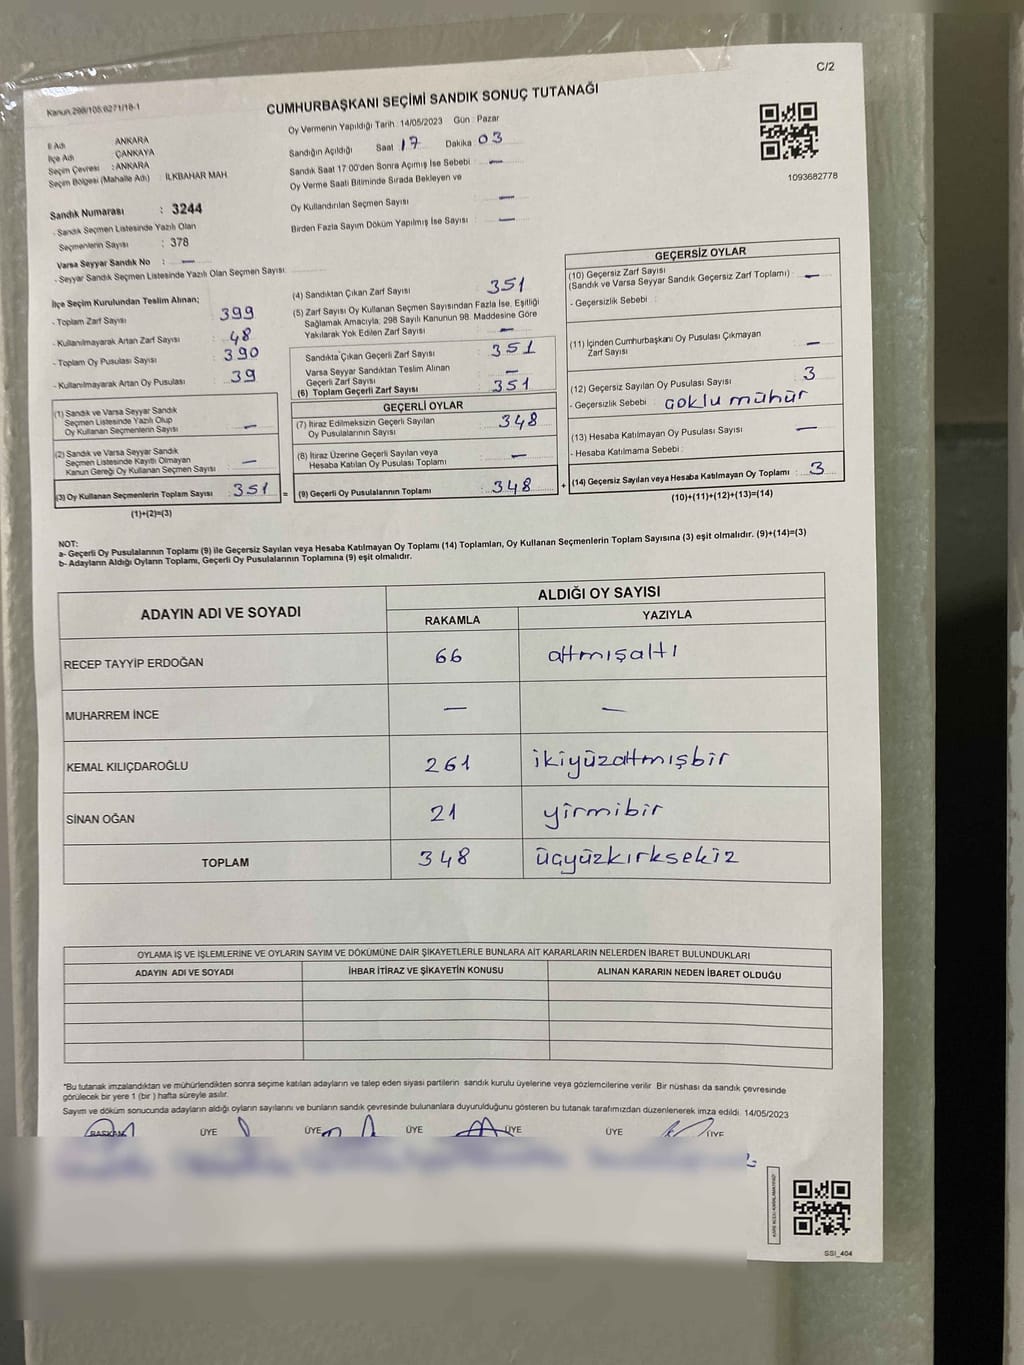 C/2
Kanun.298/105.6271/18-1
CUMHURBAŞKANI SEÇİMİ SANDIK SONUÇ TUTANAĞI
Oy Vermenin Yapıldığı Tarih : 14/05/2023 Gün : Pazar
İl Adı : ANKARA
İlçe Adı : ÇANKAYA
Seçim Çevresi : ANKARA
Seçim Bölgesi (Mahalle Adı) : İLKBAHAR MAH.
Sandığın Açıldığı Saat 17 Dakika 03
Sandık Saat 17:00'den Sonra Açımış İse Sebebi : —
Oy Verme Saati Bitiminde Sırada Bekleyen ve
Oy Kullandırılan Seçmen Sayısı : —
Birden Fazla Sayım Döküm Yapılmış İse Sayısı : —
1093682778
Sandık Numarası : 3244
- Sandık Seçmen Listesinde Yazılı Olan
Seçmenlerin Sayısı : 378
Varsa Seyyar Sandık No : —
- Seyyar Sandık Seçmen Listesinde Yazılı Olan Seçmen Sayısı:
İlçe Seçim Kurulundan Teslim Alınan;
- Toplam Zarf Sayısı : 399
- Kullanılmayarak Artan Zarf Sayısı : 48
- Toplam Oy Pusulası Sayısı : 390
- Kullanılmayarak Artan Oy Pusulası : 39
(1) Sandık ve Varsa Seyyar Sandık
Seçmen Listesinde Yazılı Olup
Oy Kullanan Seçmenlerin Sayısı : —
(2) Sandık ve Varsa Seyyar Sandık
Seçmen Listesinde Kayıtlı Olmayan
Kanun Gereği Oy Kullanan Seçmen Sayısı : —
(3) Oy Kullanan Seçmenlerin Toplam Sayısı : 351 =
(1)+(2)=(3)
(4) Sandıktan Çıkan Zarf Sayısı : 351
(5) Zarf Sayısı Oy Kullanan Seçmen Sayısından Fazla İse, Eşitliği
Sağlamak Amacıyla, 298 Sayılı Kanunun 98. Maddesine Göre
Yakılarak Yok Edilen Zarf Sayısı : —
Sandıkta Çıkan Geçerli Zarf Sayısı : 351
Varsa Seyyar Sandıktan Teslim Alınan
Geçerli Zarf Sayısı : —
(6) Toplam Geçerli Zarf Sayısı : 351
GEÇERLİ OYLAR
(7) İtiraz Edilmeksizin Geçerli Sayılan
Oy Pusulalarının Sayısı : 348
(8) İtiraz Üzerine Geçerli Sayılan veya
Hesaba Katılan Oy Pusulası Toplamı : —
(9) Geçerli Oy Pusulalarının Toplamı : 348 +
GEÇERSİZ OYLAR
(10) Geçersiz Zarf Sayısı
(Sandık ve Varsa Seyyar Sandık Geçersiz Zarf Toplamı) : —
- Geçersizlik Sebebi :
(11) İçinden Cumhurbaşkanı Oy Pusulası Çıkmayan
Zarf Sayısı : —
(12) Geçersiz Sayılan Oy Pusulası Sayısı : 3
- Geçersizlik Sebebi : çoklu mühür
(13) Hesaba Katılmayan Oy Pusulası Sayısı : —
- Hesaba Katılmama Sebebi :
(14) Geçersiz Sayılan veya Hesaba Katılmayan Oy Toplamı : 3
(10)+(11)+(12)+(13)=(14)
NOT:
a- Geçerli Oy Pusulalarının Toplamı (9) ile Geçersiz Sayılan veya Hesaba Katılmayan Oy Toplamı (14) Toplamları, Oy Kullanan Seçmenlerin Toplam Sayısına (3) eşit olmalıdır. (9)+(14)=(3)
b- Adayların Aldığı Oyların Toplamı, Geçerli Oy Pusulalarının Toplamına (9) eşit olmalıdır.
ADAYIN ADI VE SOYADI ALDIĞI OY SAYISI
RAKAMLA YAZIYLA
RECEP TAYYİP ERDOĞAN 66 altmışaltı
MUHARREM İNCE — —
KEMAL KILIÇDAROĞLU 261 ikiyüzaltmışbir
SİNAN OĞAN 21 yirmibir
TOPLAM 348 üçyüzkırksekiz
OYLAMA İŞ VE İŞLEMLERİNE VE OYLARIN SAYIM VE DÖKÜMÜNE DAİR ŞİKAYETLERLE BUNLARA AİT KARARLARIN NELERDEN İBARET BULUNDUKLARI
ADAYIN ADI VE SOYADI İHBAR İTİRAZ VE ŞİKAYETİN KONUSU ALINAN KARARIN NEDEN İBARET OLDUĞU
*Bu tutanak imzalandıktan ve mühürlendikten sonra seçime katılan adayların ve talep eden siyasi partilerin sandık kurulu üyelerine veya gözlemcilerine verilir. Bir nüshası da sandık çevresinde
görülecek bir yere 1 (bir ) hafta süreyle asılır.
Sayım ve döküm sonucunda adayların aldığı oyların sayılarını ve bunların sandık çevresinde bulunanlara duyurulduğunu gösteren bu tutanak tarafımızdan düzenlenerek imza edildi. 14/05/2023
BAŞKAN ÜYE ÜYE ÜYE ÜYE ÜYE ÜYE
SSI_404